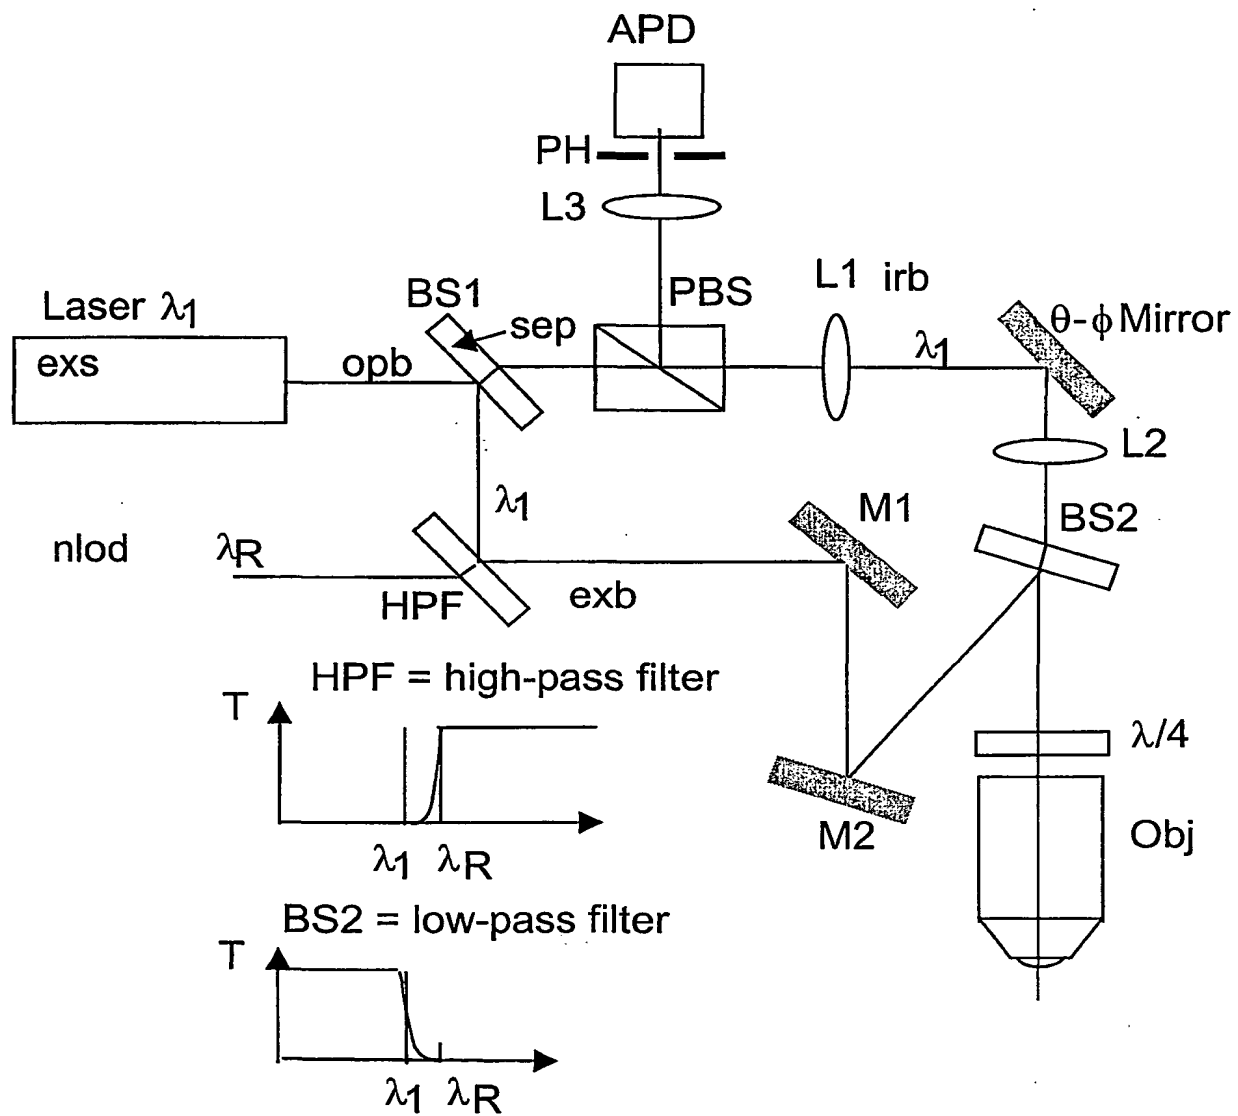 APD
PH
L3
BS1
PBS
L1 irb
Laser λ1
sep
θ-ϕ Mirror
exs
opb
λ1
L2
λ1
M1
BS2
nlod
λR
HPF
exb
HPF = high-pass filter
T
λ/4
λ1 λR
M2
Obj
BS2 = low-pass filter
T
λ1 λR